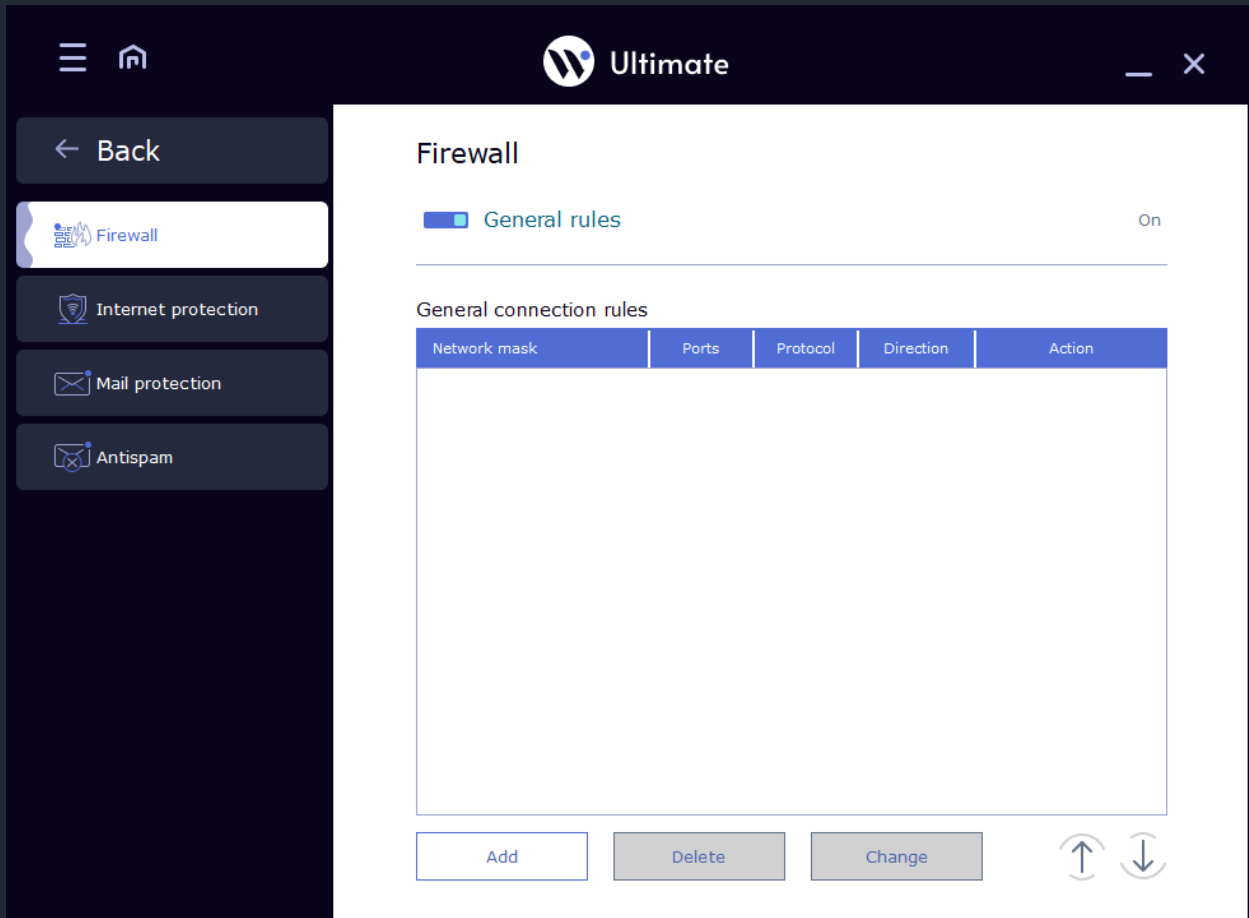 Ultimate
Back
Firewall
Internet protection
Mail protection
Antispam
Firewall
General rules On
General connection rules
Network mask Ports Protocol Direction Action
Add Delete Change